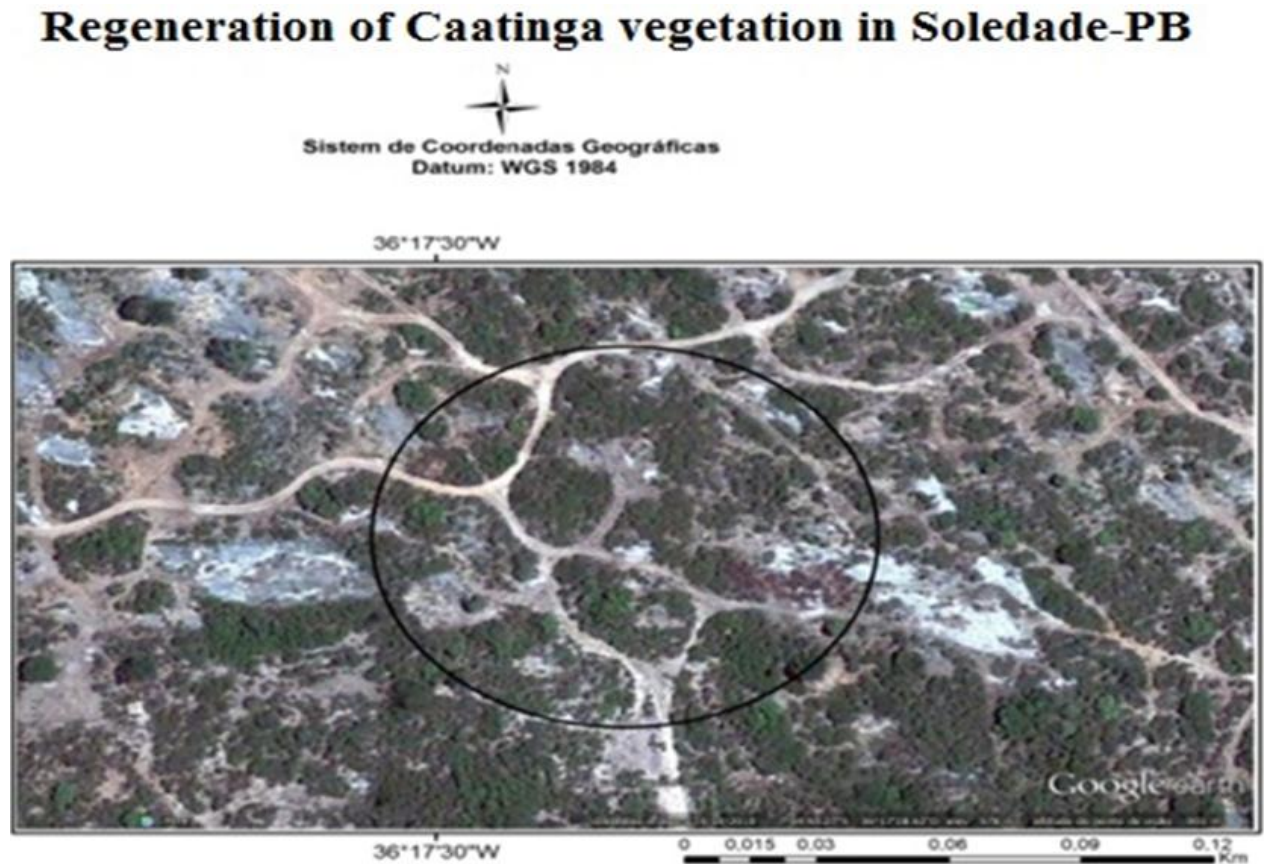 Regeneration of Caatinga vegetation in Soledade-PB
N
Sistem de Coordenadas Geográficas
Datum: WGS 1984
36°17'30"W
Google earth
36°17'30"W
0 0,015 0,03 0,06 0,09 0,12
Km